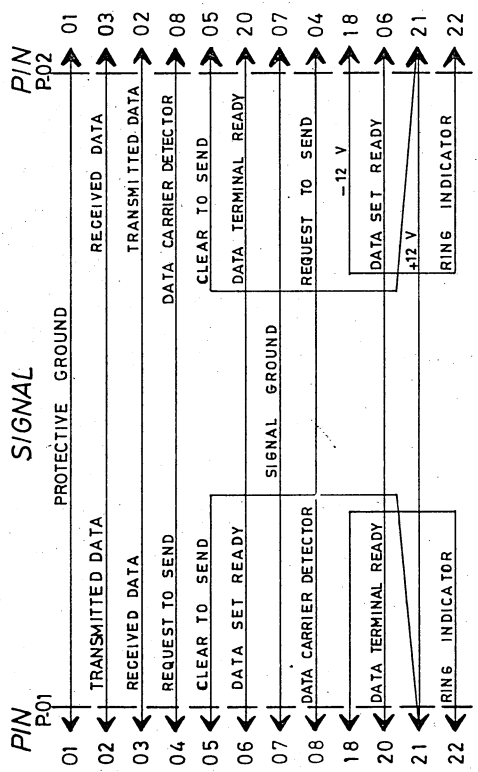 PIN SIGNAL PIN
P-01 P-02
01 PROTECTIVE GROUND 01
02 TRANSMITTED DATA RECEIVED DATA 03
03 RECEIVED DATA TRANSMITTED DATA 02
04 REQUEST TO SEND DATA CARRIER DETECTOR 08
05 CLEAR TO SEND CLEAR TO SEND 05
06 DATA SET READY DATA TERMINAL READY 20
07 SIGNAL GROUND 07
08 DATA CARRIER DETECTOR REQUEST TO SEND 04
18 -12 V 18
20 DATA TERMINAL READY DATA SET READY 06
21 +12 V 21
22 RING INDICATOR RING INDICATOR 22